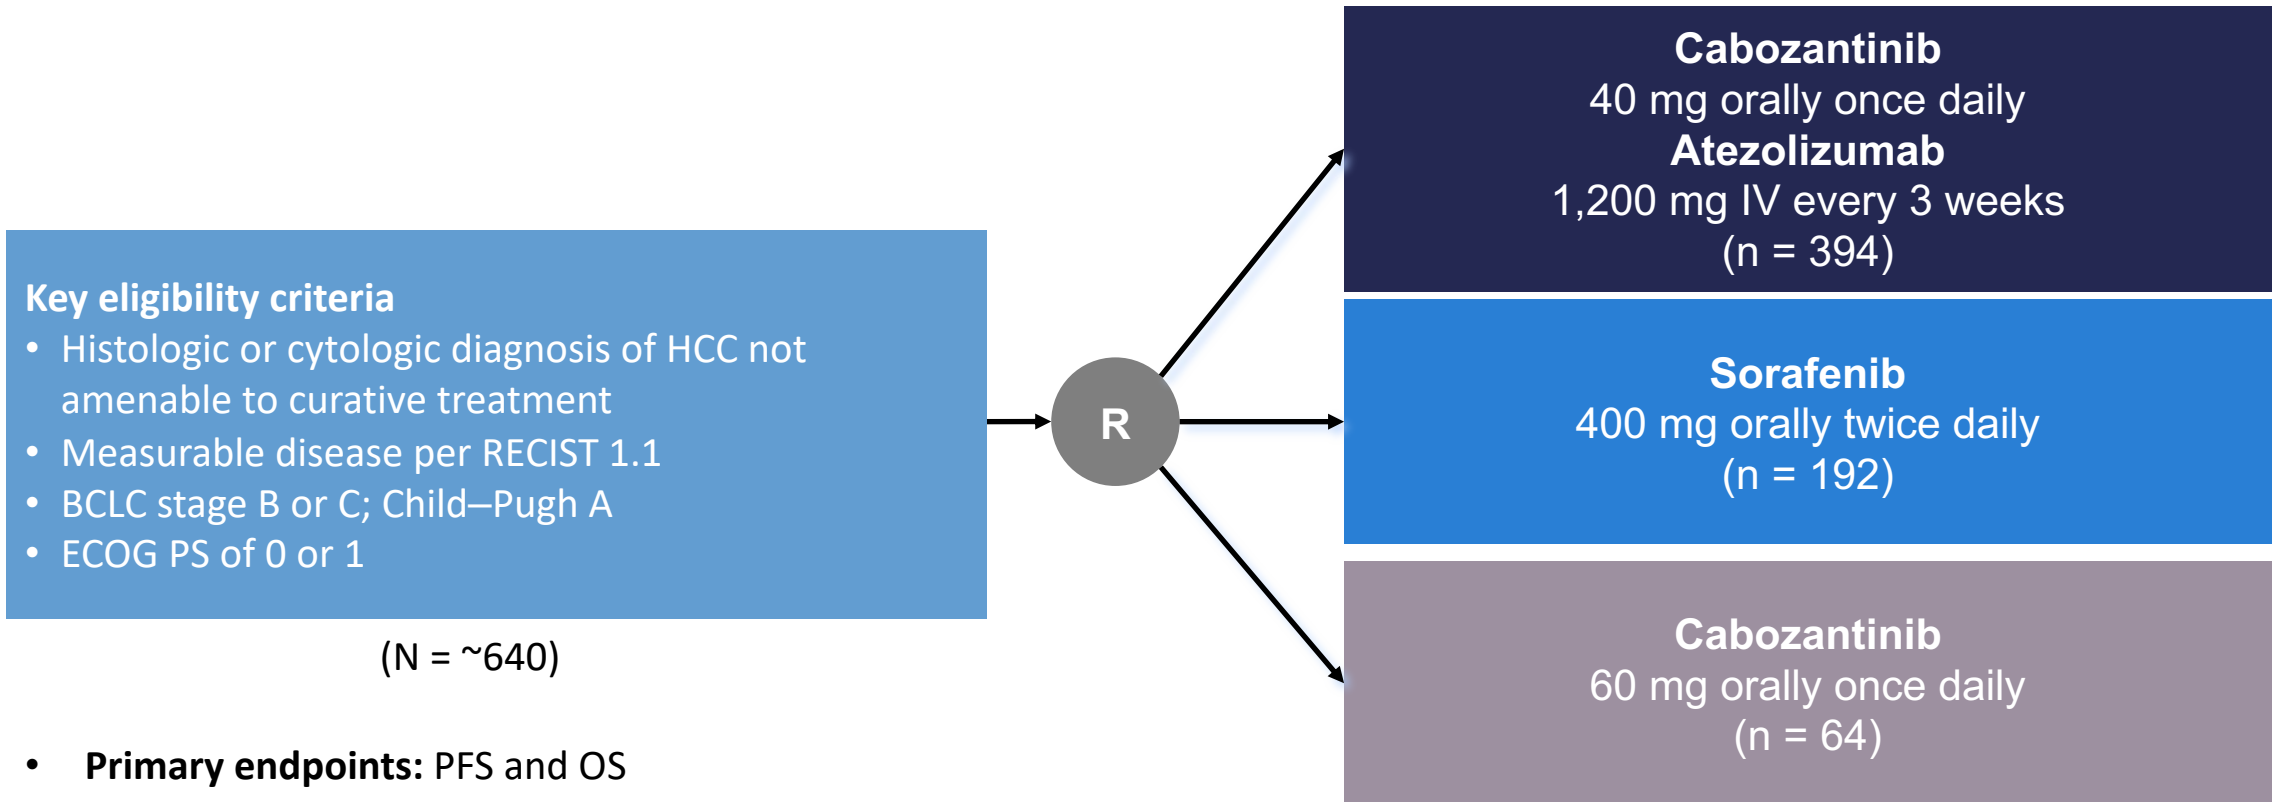 Key eligibility criteria
• Histologic or cytologic diagnosis of HCC not
amenable to curative treatment
• Measurable disease per RECIST 1.1
• BCLC stage B or C; Child–Pugh A
• ECOG PS of 0 or 1
(N = ~640)
• Primary endpoints: PFS and OS
R
Cabozantinib
40 mg orally once daily
Atezolizumab
1,200 mg IV every 3 weeks
(n = 394)
Sorafenib
400 mg orally twice daily
(n = 192)
Cabozantinib
60 mg orally once daily
(n = 64)